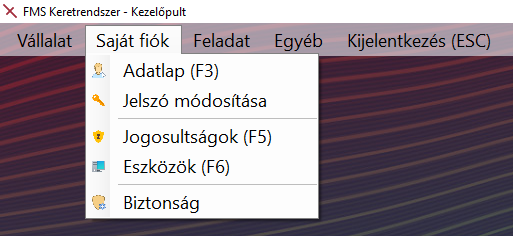 FMS Keretrendszer - Kezelőpult
Vállalat Saját fiók Feladat Egyéb Kijelentkezés (ESC)
Adatlap (F3)
Jelszó módosítása
Jogosultságok (F5)
Eszközök (F6)
Biztonság